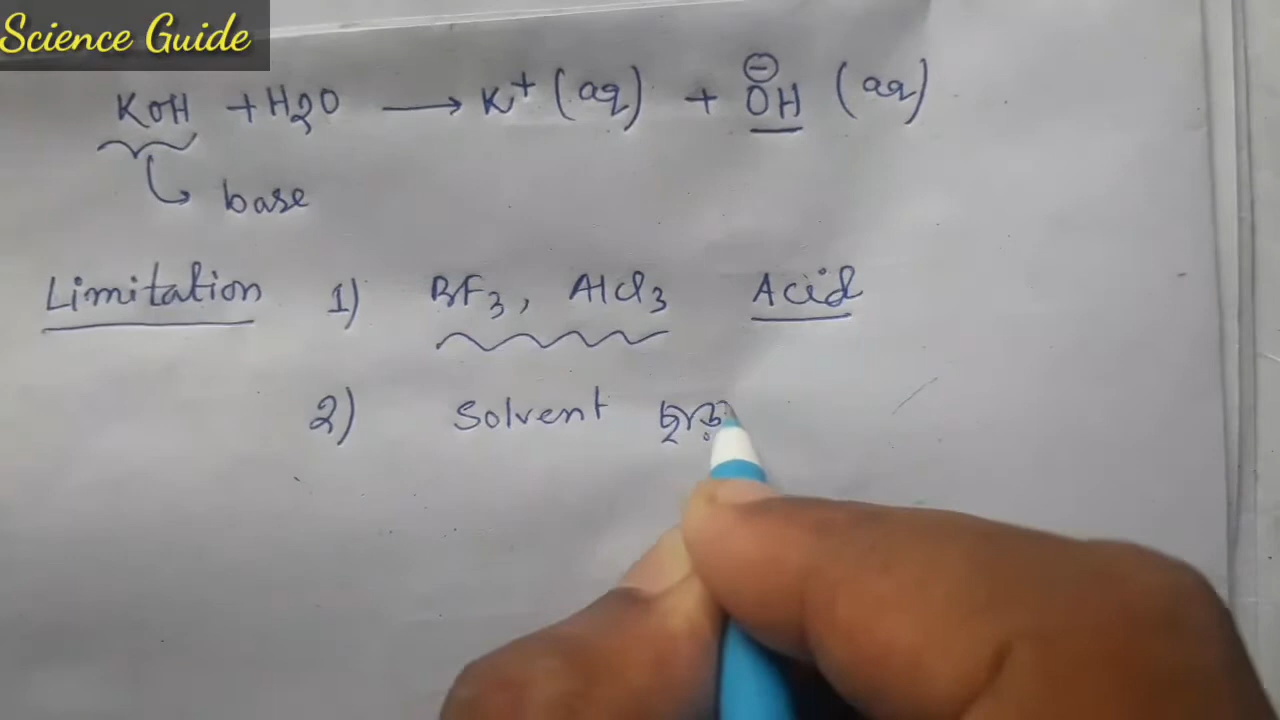 Science Guide
KOH + H2O ⟶ K⁺ (aq) + ⊖OH (aq)
base
Limitation 1) BF3, AlCl3 Acid
2) Solvent